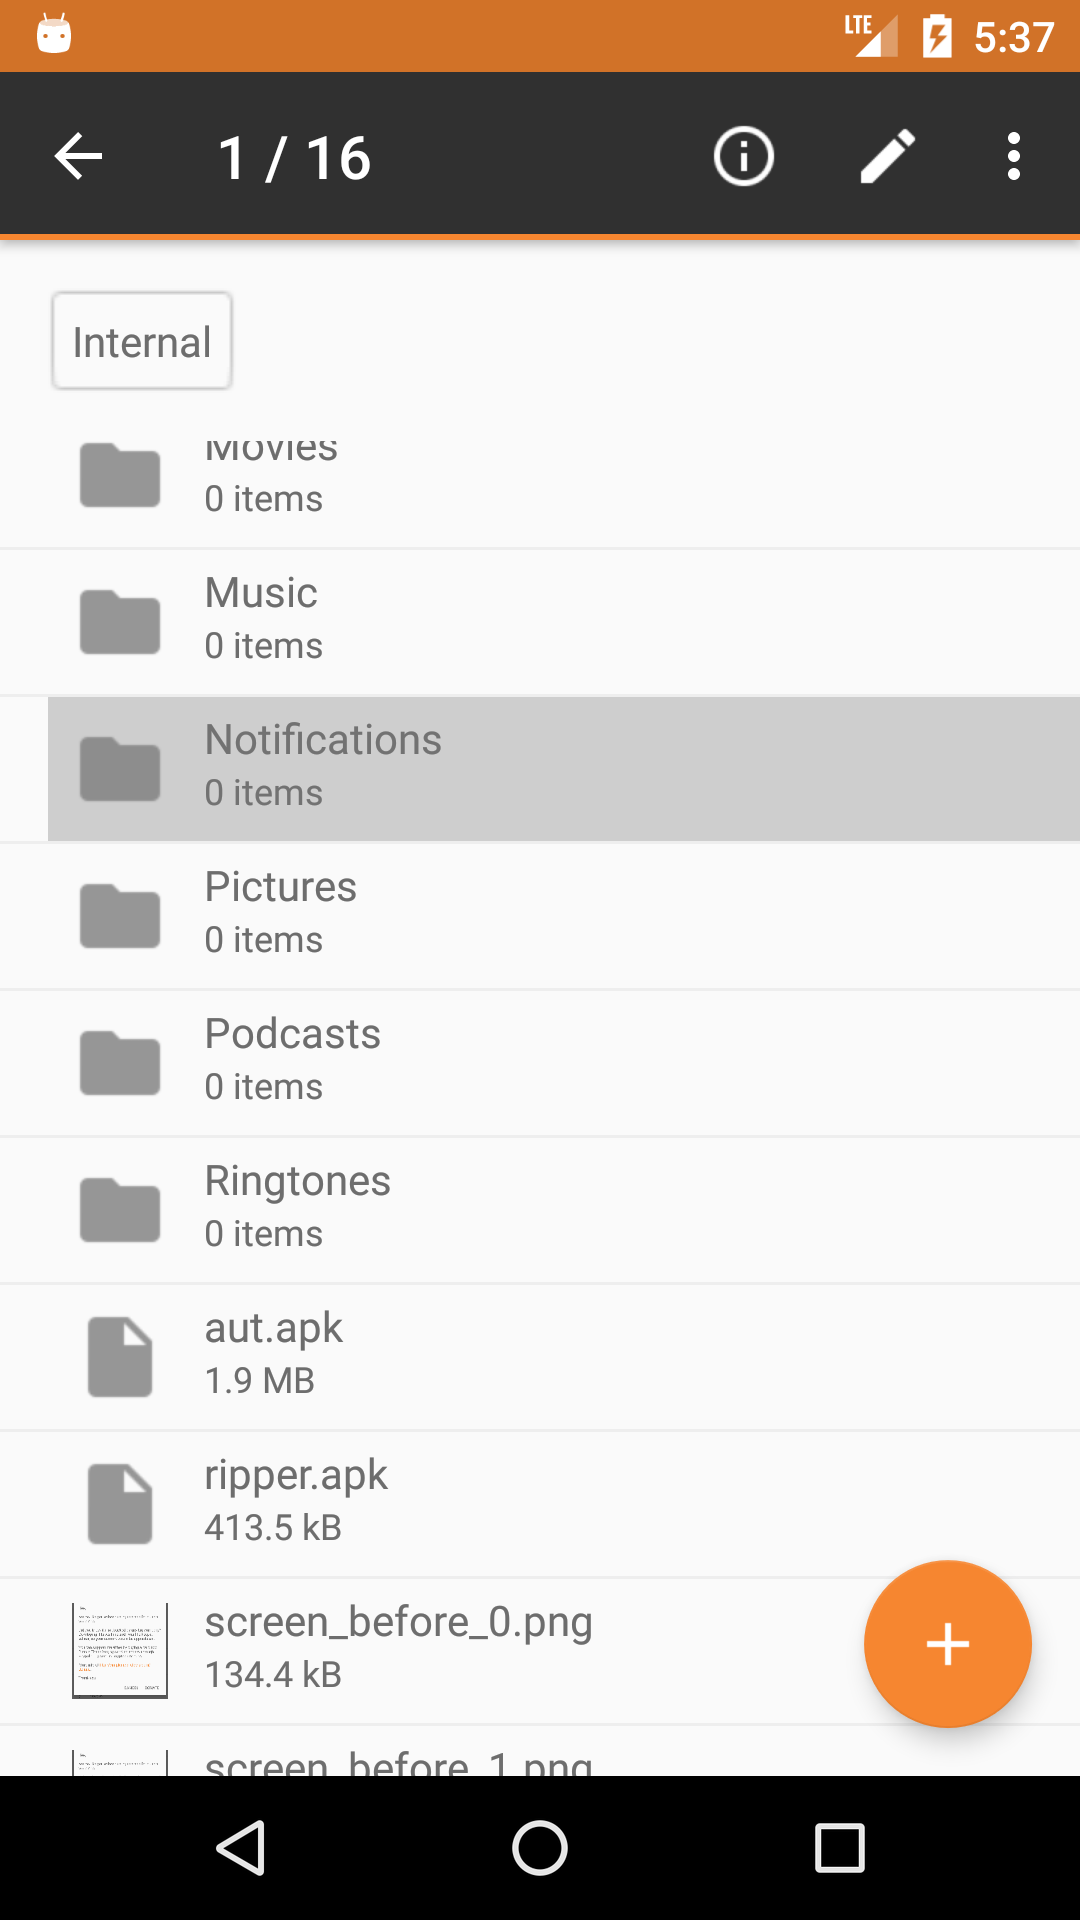 LTE 5:37
1 / 16
Internal
Movies
0 items
Music
0 items
Notifications
0 items
Pictures
0 items
Podcasts
0 items
Ringtones
0 items
aut.apk
1.9 MB
ripper.apk
413.5 kB
screen_before_0.png
134.4 kB
screen_before_1.png